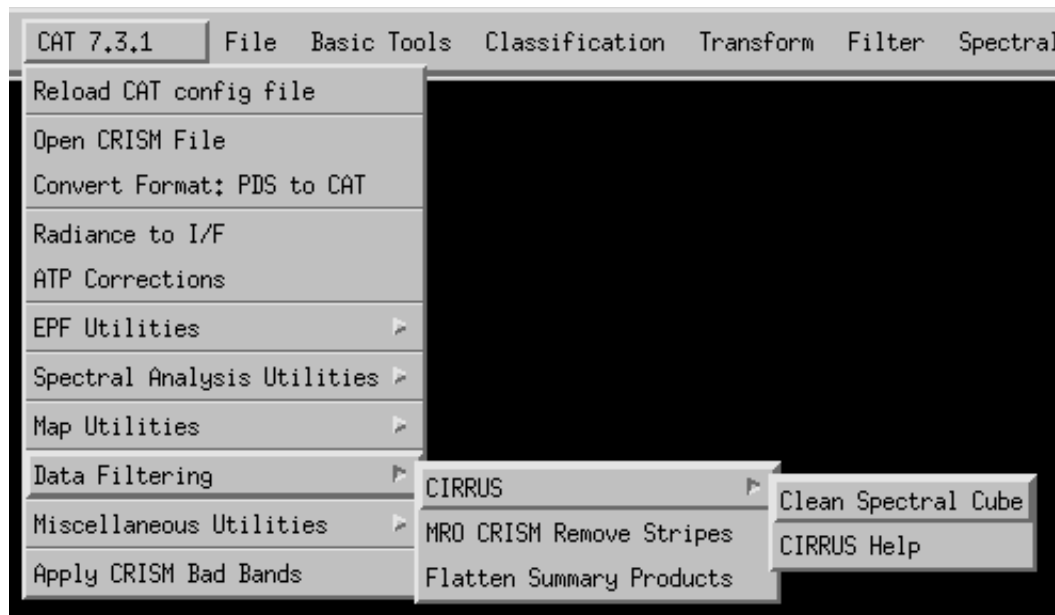 CAT 7.3.1 File Basic Tools Classification Transform Filter Spectral
Reload CAT config file
Open CRISM File
Convert Format: PDS to CAT
Radiance to I/F
ATP Corrections
EPF Utilities
Spectral Analysis Utilities
Map Utilities
Data Filtering
Miscellaneous Utilities
Apply CRISM Bad Bands
CIRRUS
MRO CRISM Remove Stripes
Flatten Summary Products
Clean Spectral Cube
CIRRUS Help